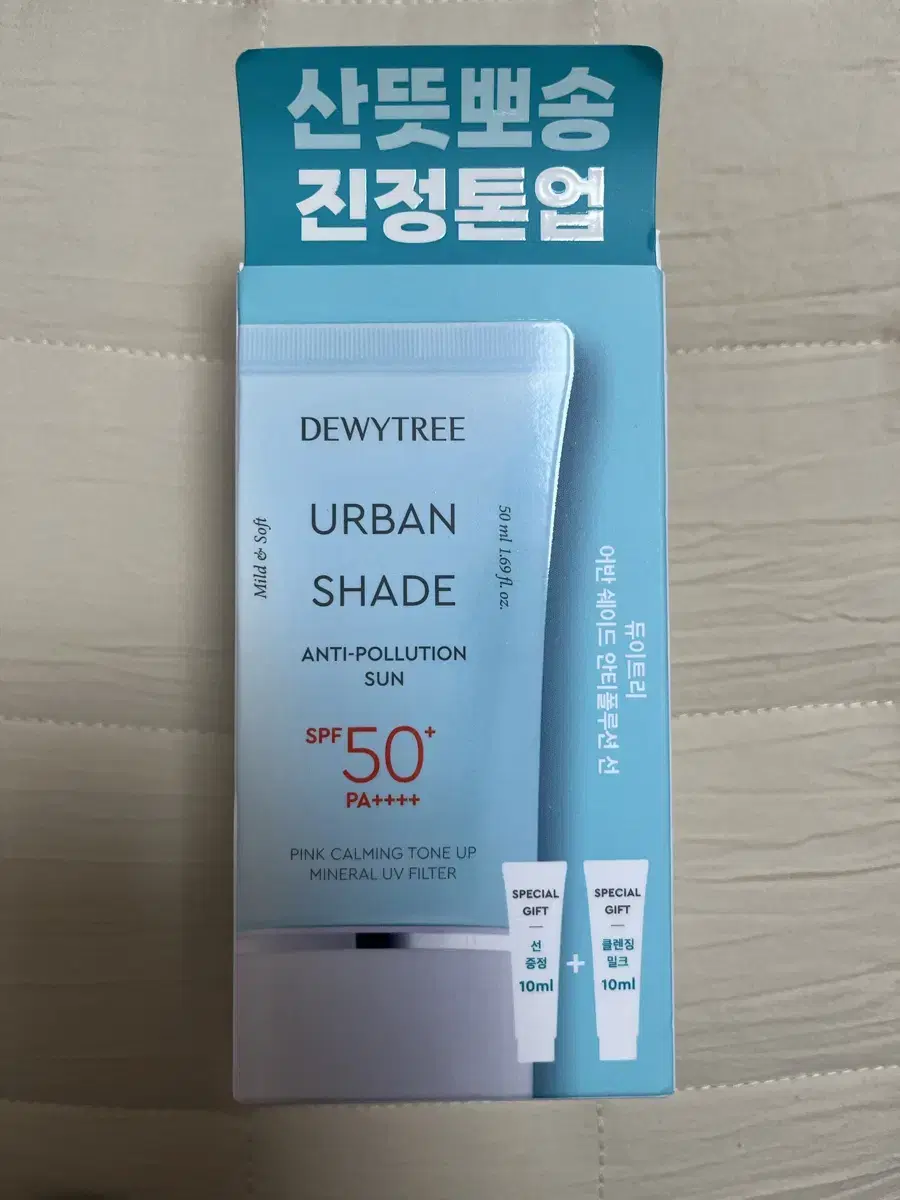 산뜻뽀송
진정톤업
DEWYTREE
URBAN
SHADE
Mild & Soft
50 ml 1.69 fl. oz.
ANTI-POLLUTION
SUN
SPF 50+
PA++++
PINK CALMING TONE UP
MINERAL UV FILTER
듀이트리
어반 쉐이드 안티폴루션 선
SPECIAL
GIFT
선
증정
10ml
+
SPECIAL
GIFT
클렌징
밀크
10ml